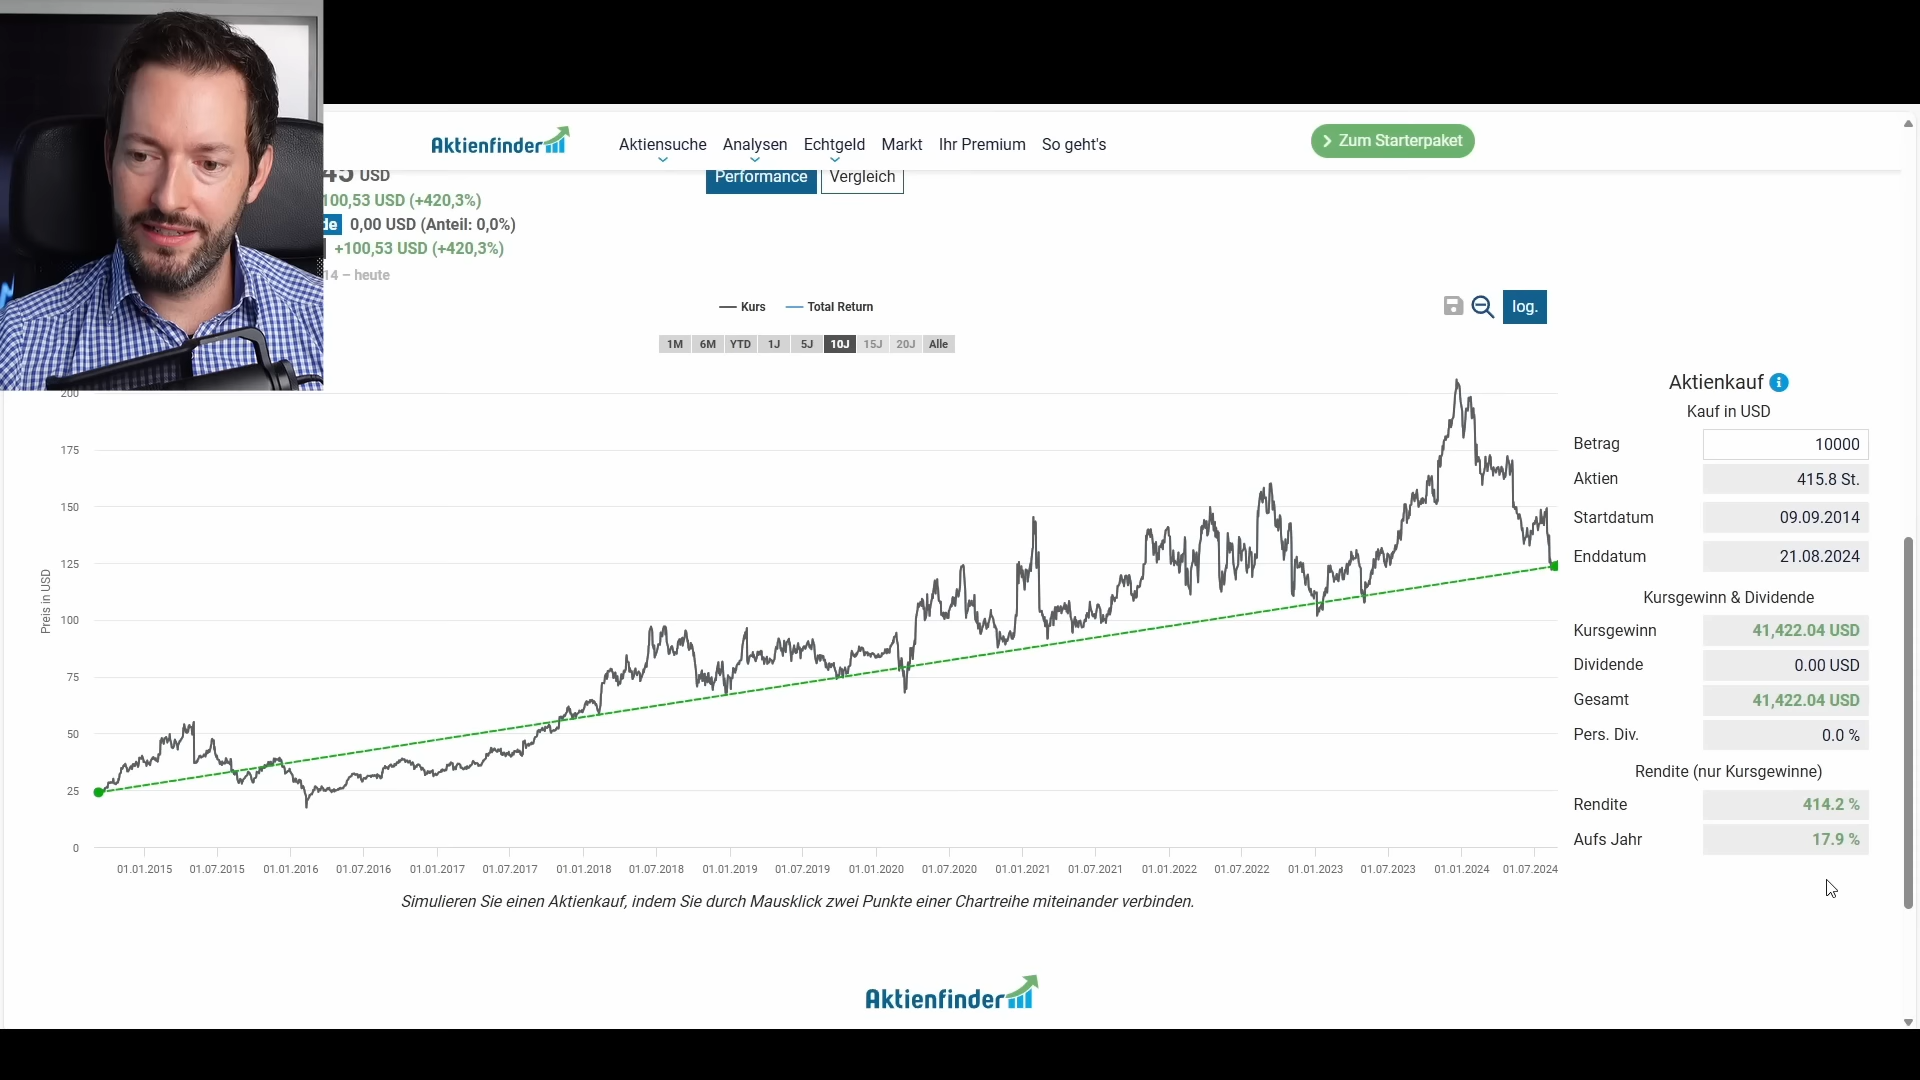 Aktienfinder
Aktiensuche
Analysen
Echtgeld
Markt
Ihr Premium
So geht's
Zum Starterpaket
45 USD
100,53 USD (+420,3%)
de 0,00 USD (Anteil: 0,0%)
+100,53 USD (+420,3%)
14 – heute
Performance
Vergleich
Kurs
Total Return
log.
1M 6M YTD 1J 5J 10J 15J 20J Alle
Preis in USD
200
175
150
125
100
75
50
25
0
01.01.2015 01.07.2015 01.01.2016 01.07.2016 01.01.2017 01.07.2017 01.01.2018 01.07.2018 01.01.2019 01.07.2019 01.01.2020 01.07.2020 01.01.2021 01.07.2021 01.01.2022 01.07.2022 01.01.2023 01.07.2023 01.01.2024 01.07.2024
Simulieren Sie einen Aktienkauf, indem Sie durch Mausklick zwei Punkte einer Chartreihe miteinander verbinden.
Aktienkauf i
Kauf in USD
Betrag 10000
Aktien 415.8 St.
Startdatum 09.09.2014
Enddatum 21.08.2024
Kursgewinn & Dividende
Kursgewinn 41,422.04 USD
Dividende 0.00 USD
Gesamt 41,422.04 USD
Pers. Div. 0.0 %
Rendite (nur Kursgewinne)
Rendite 414.2 %
Aufs Jahr 17.9 %
Aktienfinder